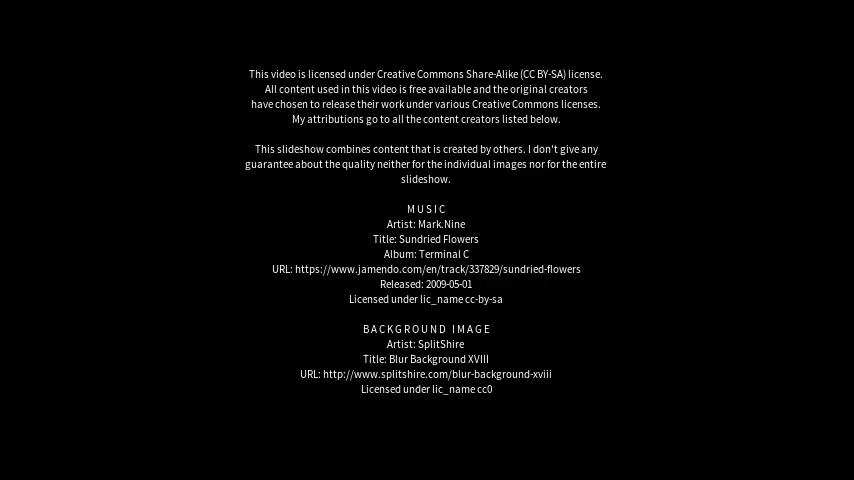 This video is licensed under Creative Commons Share-Alike (CC BY-SA) license.
All content used in this video is free available and the original creators
have chosen to release their work under various Creative Commons licenses.
My attributions go to all the content creators listed below.
This slideshow combines content that is created by others. I don't give any
guarantee about the quality neither for the individual images nor for the entire
slideshow.
MUSIC
Artist: Mark.Nine
Title: Sundried Flowers
Album: Terminal C
URL: https://www.jamendo.com/en/track/337829/sundried-flowers
Released: 2009-05-01
Licensed under lic_name cc-by-sa
BACKGROUND IMAGE
Artist: SplitShire
Title: Blur Background XVIII
URL: http://www.splitshire.com/blur-background-xviii
Licensed under lic_name cc0